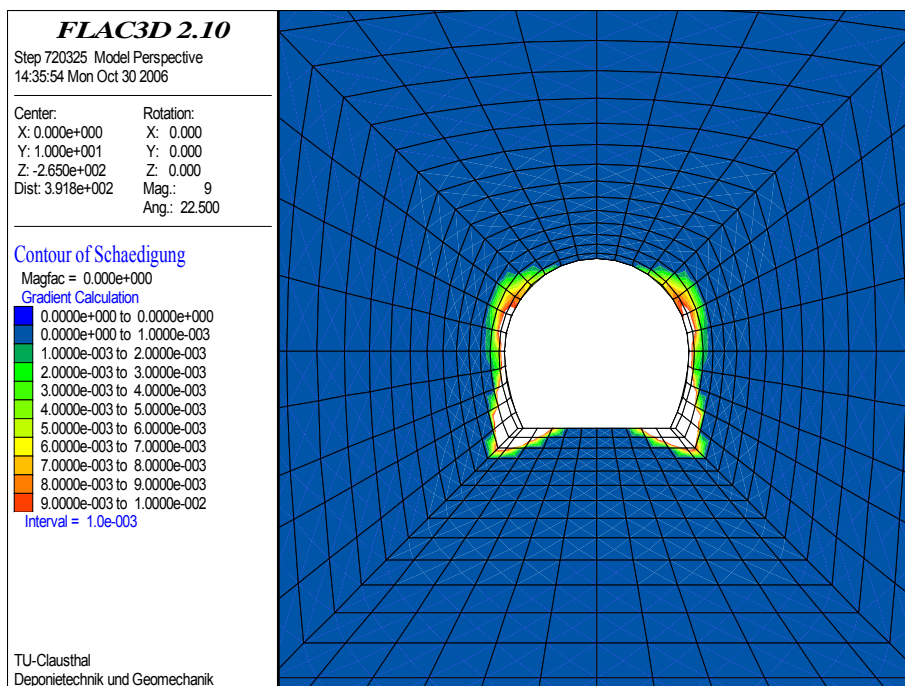 FLAC3D 2.10
Step 720325 Model Perspective
14:35:54 Mon Oct 30 2006
Center:
X: 0.000e+000
Y: 1.000e+001
Z: -2.650e+002
Dist: 3.918e+002
Rotation:
X: 0.000
Y: 0.000
Z: 0.000
Mag.: 9
Ang.: 22.500
Contour of Schaedigung
Magfac = 0.000e+000
Gradient Calculation
0.0000e+000 to 0.0000e+000
0.0000e+000 to 1.0000e-003
1.0000e-003 to 2.0000e-003
2.0000e-003 to 3.0000e-003
3.0000e-003 to 4.0000e-003
4.0000e-003 to 5.0000e-003
5.0000e-003 to 6.0000e-003
6.0000e-003 to 7.0000e-003
7.0000e-003 to 8.0000e-003
8.0000e-003 to 9.0000e-003
9.0000e-003 to 1.0000e-002
Interval = 1.0e-003
TU-Clausthal
Deponietechnik und Geomechanik